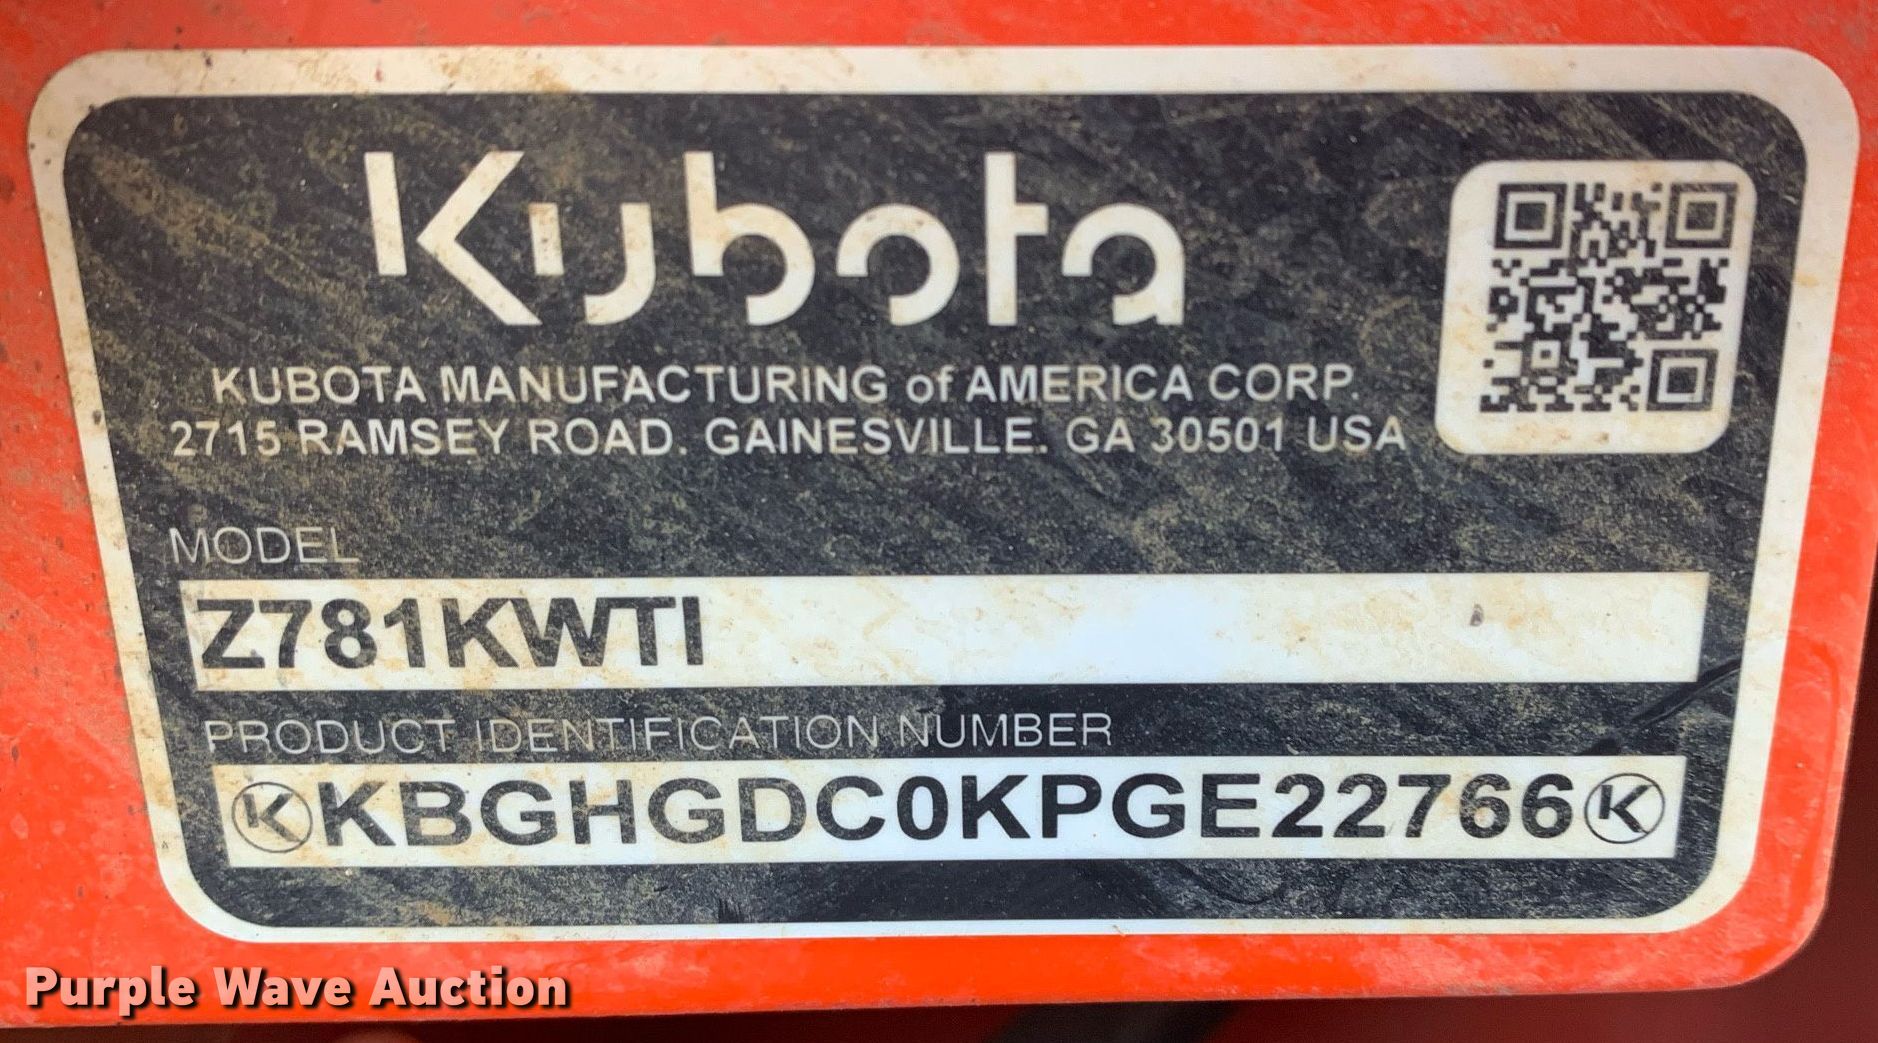 Kubota
KUBOTA MANUFACTURING of AMERICA CORP.
2715 RAMSEY ROAD. GAINESVILLE. GA 30501 USA
MODEL
Z781KWTI
PRODUCT IDENTIFICATION NUMBER
KKBGHGDC0KPGE22766K
Purple Wave Auction